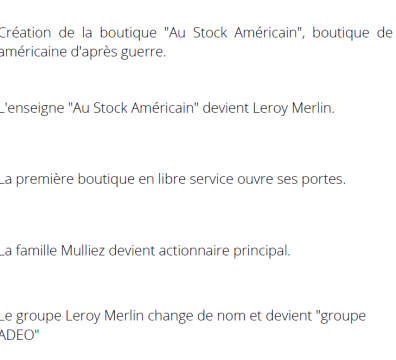 Création de la boutique "Au Stock Américain", boutique de
américaine d'après guerre.
L'enseigne "Au Stock Américain" devient Leroy Merlin.
La première boutique en libre service ouvre ses portes.
La famille Mulliez devient actionnaire principal.
Le groupe Leroy Merlin change de nom et devient "groupe
ADEO"